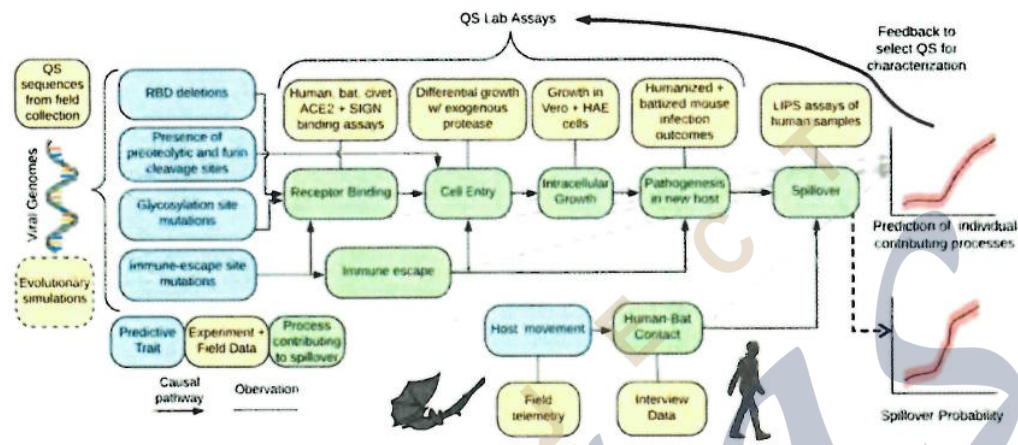 QS Lab Assays
Feedback to
select QS for
characterization
QS
sequences
from field
collection
Viral Genomes
Evolutionary
simulations
RBD deletions
Presence of
preoteolytic and furin
cleavage sites
Glycosylation site
mutations
Immune-escape site
mutations
Human, bat, civet
ACE2 + SIGN
binding assays
Differential growth
w/ exogenous
protease
Growth in
Vero + HAE
cells
Humanized +
batized mouse
infection
outcomes
LIPS assays of
human samples
Receptor Binding
Cell Entry
Intracellular
Growth
Pathogenesis
in new host
Spillover
Immune escape
Prediction of individual
contributing processes
Host movement
Human-Bat
Contact
Field
telemetry
Interview
Data
Predictive
Trait
Experiment +
Field Data
Process
contributing
to spillover
Causal
pathway
Obervation
Spillover Probability